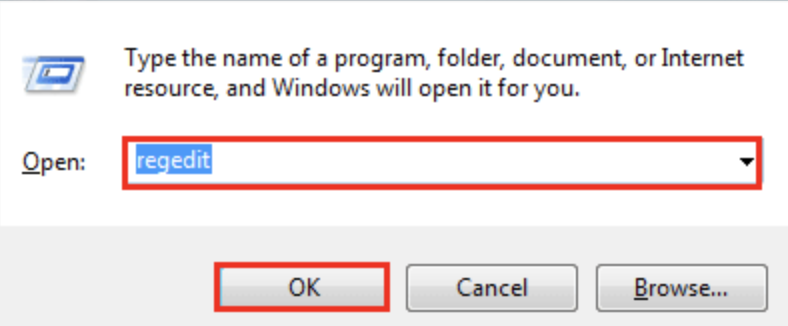 Type the name of a program, folder, document, or Internet
resource, and Windows will open it for you.
Open: regedit
OK Cancel Browse...